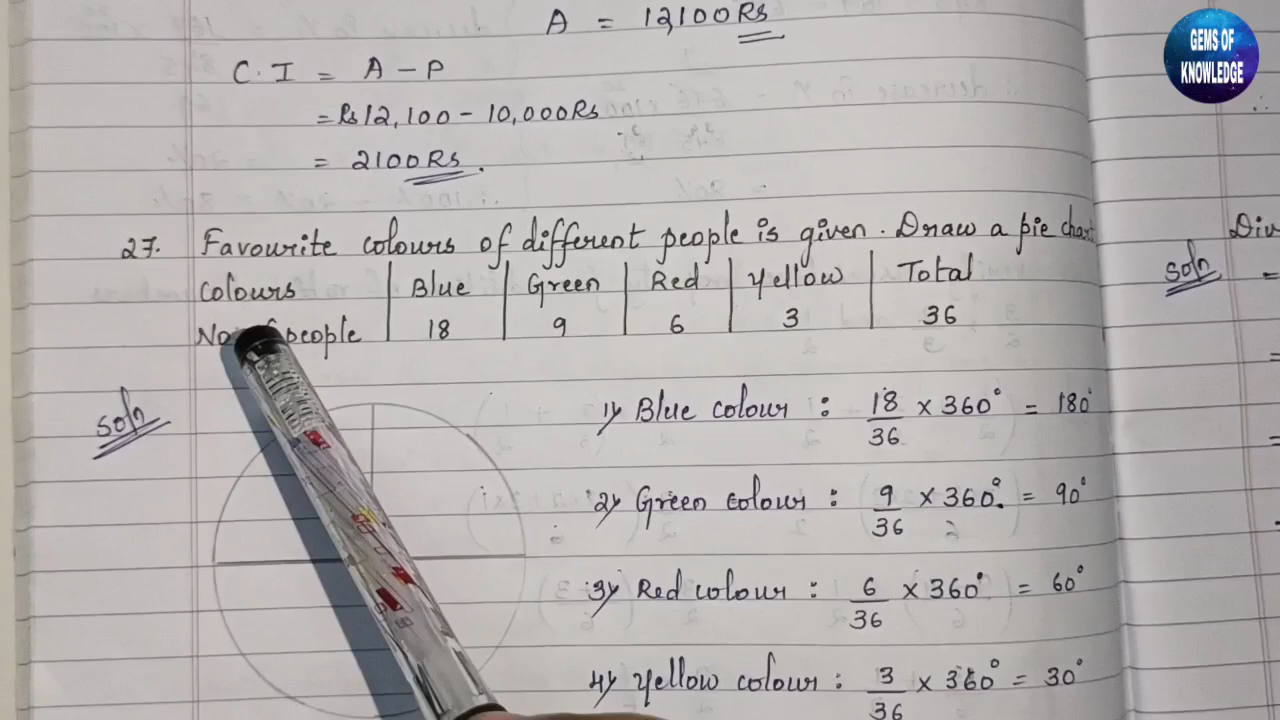 A = 12,100Rs
C.I = A - P
= Rs12,100 - 10,000Rs
= 2100Rs.
27. Favourite colours of different people is given. Draw a pie chart
Colours | Blue | Green | Red | Yellow | Total
people | 18 | 9 | 6 | 3 | 36
Soln
1) Blue colour : 18/36 x 360° = 180°
2) Green colour : 9/36 x 360° = 90°
3) Red colour : 6/36 x 360° = 60°
4) Yellow colour : 3/36 x 360° = 30°
Soln
GEMS OF
KNOWLEDGE